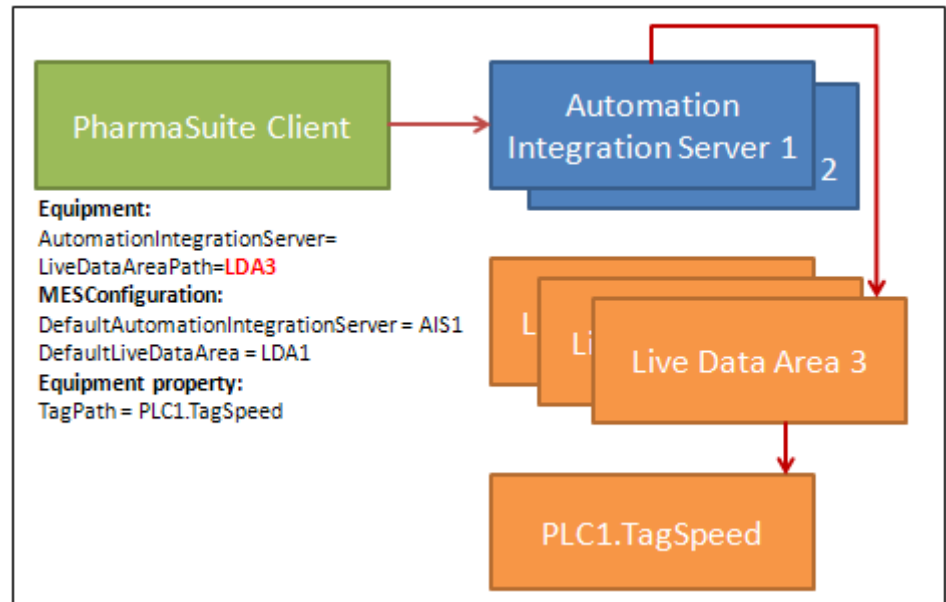 PharmaSuite Client
Automation
Integration Server 1
2
Equipment:
AutomationIntegrationServer=
LiveDataAreaPath=LDA3
MESConfiguration:
DefaultAutomationIntegrationServer = AIS1
DefaultLiveDataArea = LDA1
Equipment property:
TagPath = PLC1.TagSpeed
L
Li
Live Data Area 3
PLC1.TagSpeed